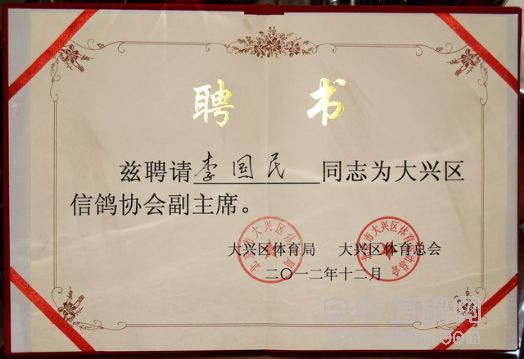 聘书
兹聘请李国民同志为大兴区
信鸽协会副主席。
大兴区体育局 大兴区体育总会
二〇一二年十二月